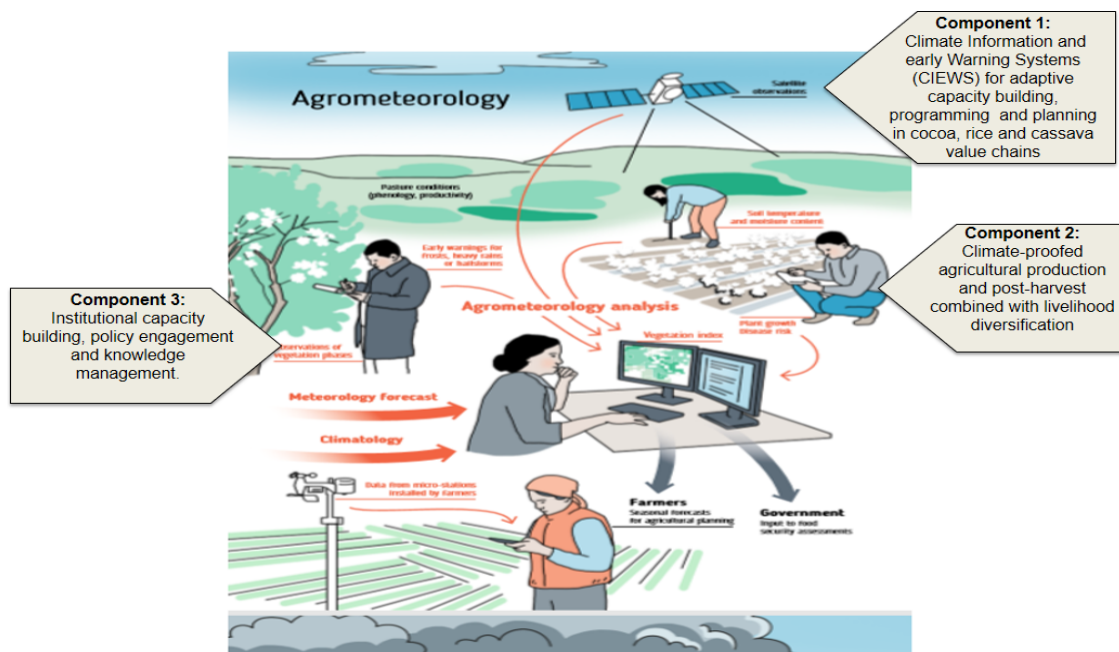 Component 1:
Climate Information and
early Warning Systems
(CIEWS) for adaptive
capacity building,
programming and planning
in cocoa, rice and cassava
value chains
Agrometeorology
Satellite
observations
Pasture conditions
(phenology, productivity)
Soil temperature
and moisture content
Early warnings for
frosts, heavy rains
or hailstorms
Component 2:
Climate-proofed
agricultural production
and post-harvest
combined with livelihood
diversification
Component 3:
Institutional capacity
building, policy engagement
and knowledge
management.
Agrometeorology analysis
Plant growth
Disease risk
Vegetation index
vegetation phases
Meteorology forecast
Climatology
Data from micro-stations
installed by Farmers
Farmers
Seasonal forecasts
for agricultural planning
Government
Input to food
security assessments